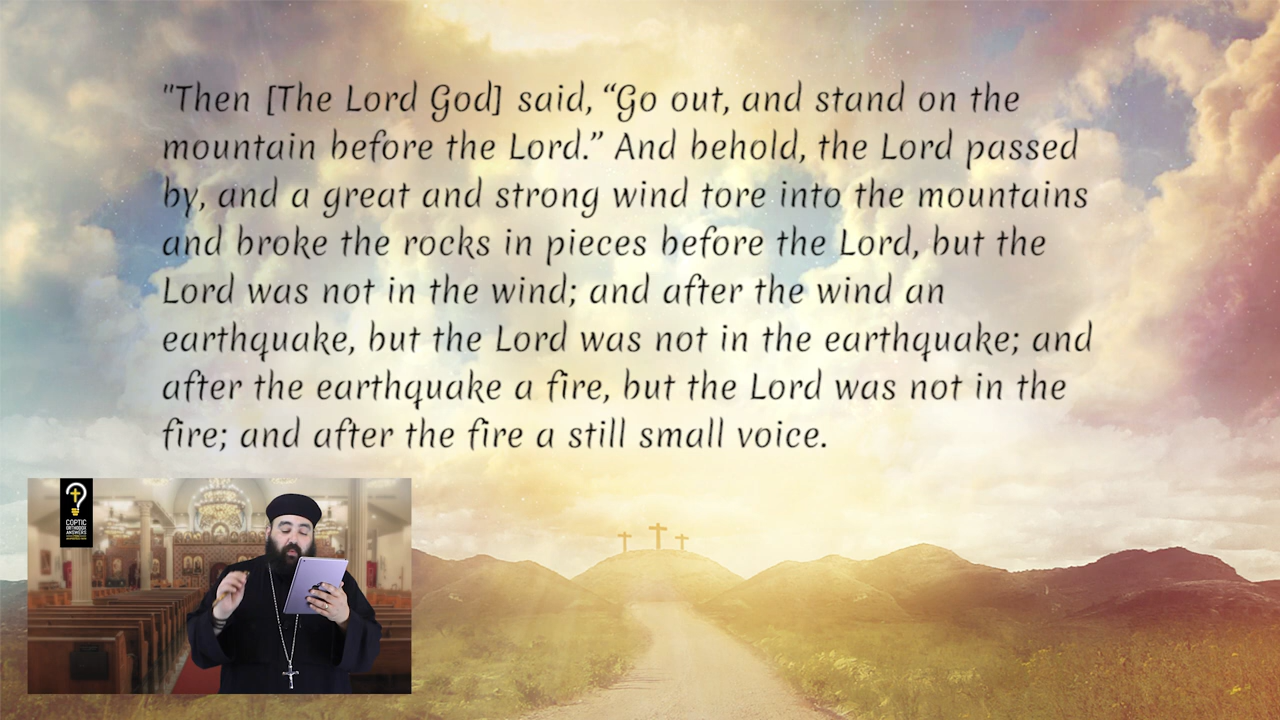 "Then [The Lord God] said, “Go out, and stand on the
mountain before the Lord.” And behold, the Lord passed
by, and a great and strong wind tore into the mountains
and broke the rocks in pieces before the Lord, but the
Lord was not in the wind; and after the wind an
earthquake, but the Lord was not in the earthquake; and
after the earthquake a fire, but the Lord was not in the
fire; and after the fire a still small voice.
COPTIC
ORTHODOX
ANSWERS